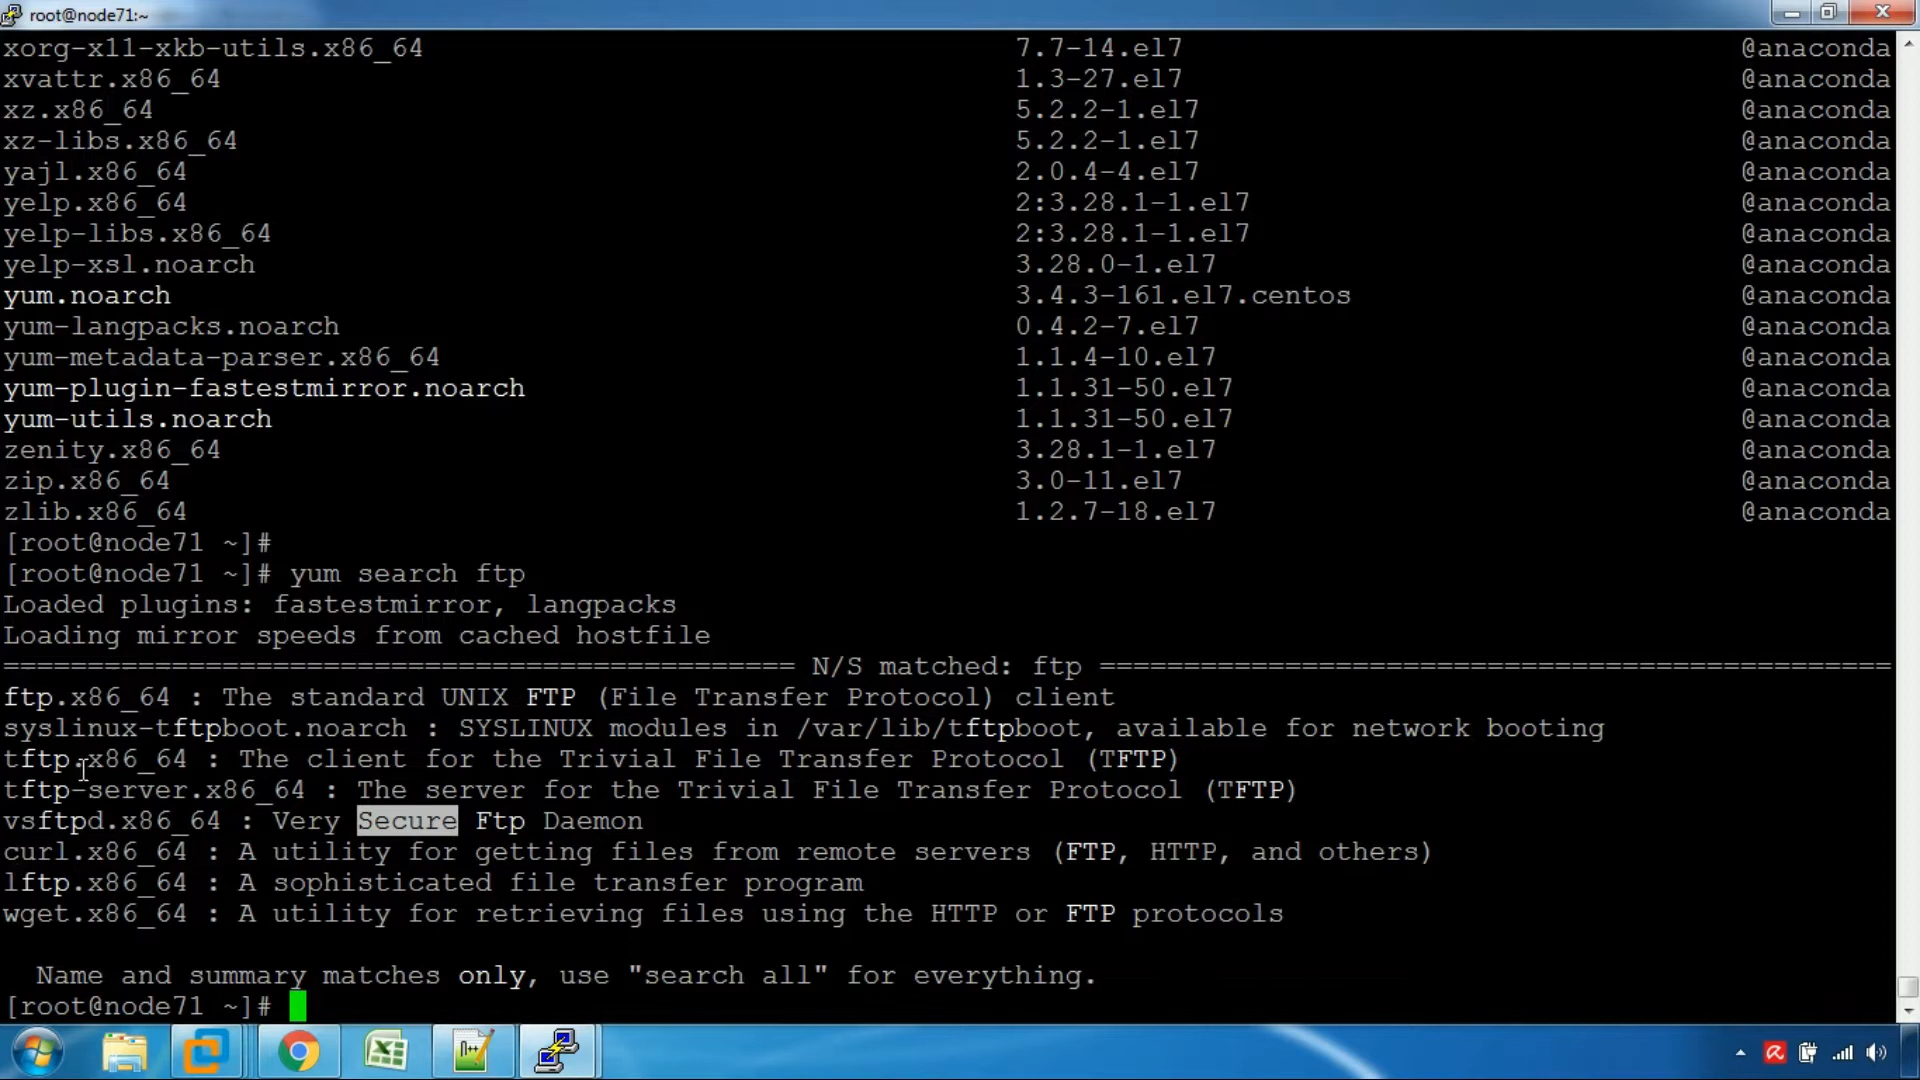 root@node71:~
xorg-x11-xkb-utils.x86_64 7.7-14.el7 @anaconda
xvattr.x86_64 1.3-27.el7 @anaconda
xz.x86_64 5.2.2-1.el7 @anaconda
xz-libs.x86_64 5.2.2-1.el7 @anaconda
yajl.x86_64 2.0.4-4.el7 @anaconda
yelp.x86_64 2:3.28.1-1.el7 @anaconda
yelp-libs.x86_64 2:3.28.1-1.el7 @anaconda
yelp-xsl.noarch 3.28.0-1.el7 @anaconda
yum.noarch 3.4.3-161.el7.centos @anaconda
yum-langpacks.noarch 0.4.2-7.el7 @anaconda
yum-metadata-parser.x86_64 1.1.4-10.el7 @anaconda
yum-plugin-fastestmirror.noarch 1.1.31-50.el7 @anaconda
yum-utils.noarch 1.1.31-50.el7 @anaconda
zenity.x86_64 3.28.1-1.el7 @anaconda
zip.x86_64 3.0-11.el7 @anaconda
zlib.x86_64 1.2.7-18.el7 @anaconda
[root@node71 ~]#
[root@node71 ~]# yum search ftp
Loaded plugins: fastestmirror, langpacks
Loading mirror speeds from cached hostfile
=============================================== N/S matched: ftp ===============================================
ftp.x86_64 : The standard UNIX FTP (File Transfer Protocol) client
syslinux-tftpboot.noarch : SYSLINUX modules in /var/lib/tftpboot, available for network booting
tftp.x86_64 : The client for the Trivial File Transfer Protocol (TFTP)
tftp-server.x86_64 : The server for the Trivial File Transfer Protocol (TFTP)
vsftpd.x86_64 : Very Secure Ftp Daemon
curl.x86_64 : A utility for getting files from remote servers (FTP, HTTP, and others)
lftp.x86_64 : A sophisticated file transfer program
wget.x86_64 : A utility for retrieving files using the HTTP or FTP protocols
Name and summary matches only, use "search all" for everything.
[root@node71 ~]#